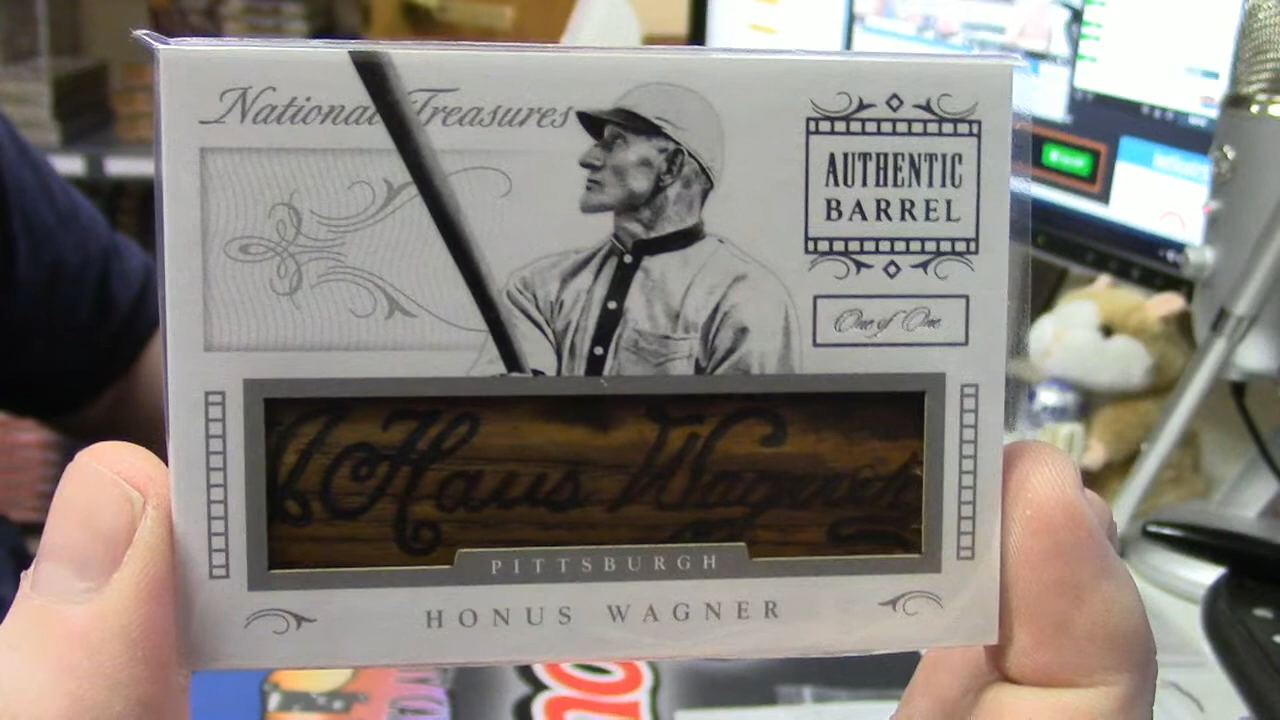 National Treasures
AUTHENTIC
BARREL
One of One
J. Hans Wagner
PITTSBURGH
HONUS WAGNER